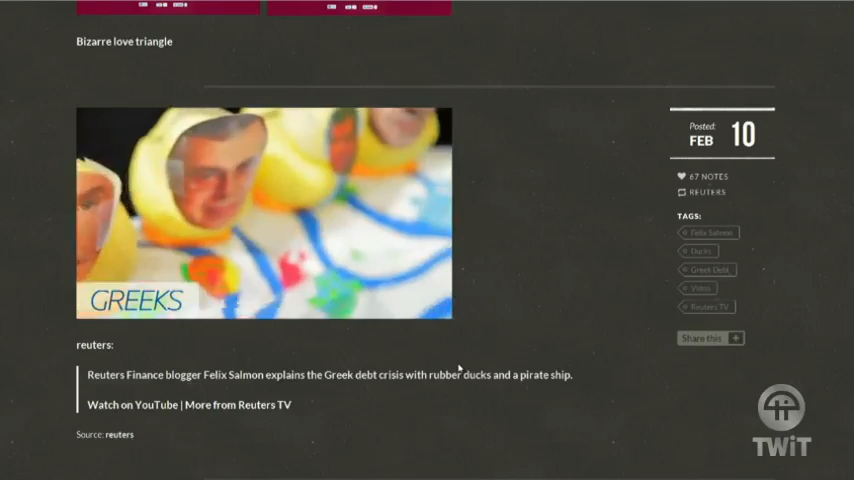 Bizarre love triangle
Posted:
FEB 10
67 NOTES
REUTERS
TAGS:
Felix Salmon
Ducks
Greek Debt
Video
Reuters TV
Share this +
GREEKS
reuters:
Reuters Finance blogger Felix Salmon explains the Greek debt crisis with rubber ducks and a pirate ship.
Watch on YouTube | More from Reuters TV
Source: reuters
TWiT